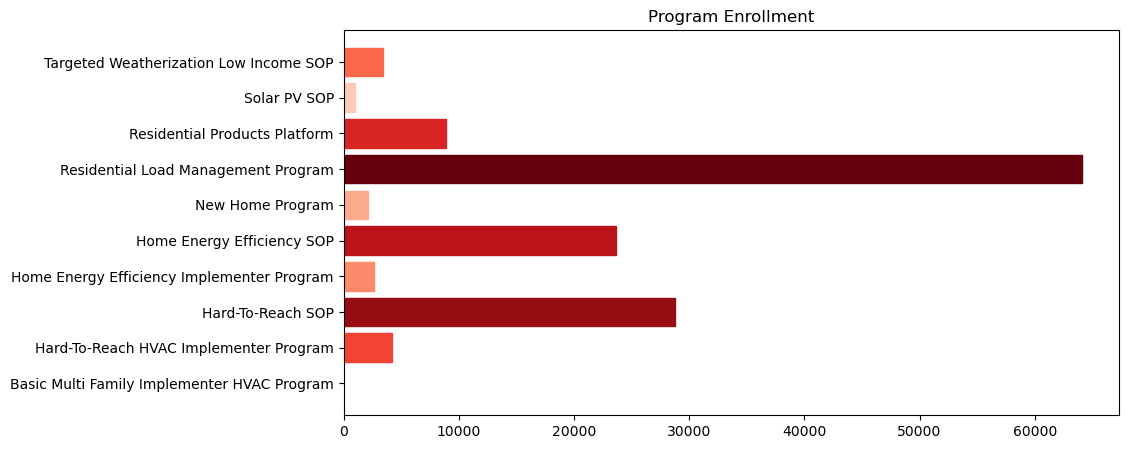 Program Enrollment
Targeted Weatherization Low Income SOP
Solar PV SOP
Residential Products Platform
Residential Load Management Program
New Home Program
Home Energy Efficiency SOP
Home Energy Efficiency Implementer Program
Hard-To-Reach SOP
Hard-To-Reach HVAC Implementer Program
Basic Multi Family Implementer HVAC Program
0 10000 20000 30000 40000 50000 60000